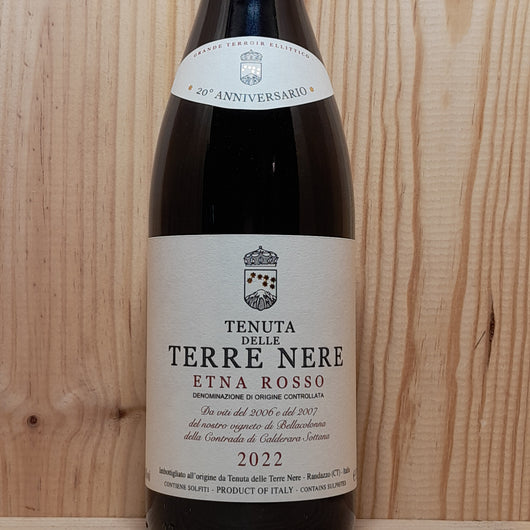 GRANDE TERROIR ELLITTICO
20° ANNIVERSARIO
TENUTA
DELLE
TERRE NERE
ETNA ROSSO
DENOMINAZIONE DI ORIGINE CONTROLLATA
Da viti del 2006 e del 2007
del nostro vigneto di Bellacolonna
della Contrada di Calderara Sottana
2022
Imbottigliato all'origine da Tenuta delle Terre Nere - Randazzo (CT) - Italia
CONTIENE SOLFITI - PRODUCT OF ITALY - CONTAINS SULPHITES